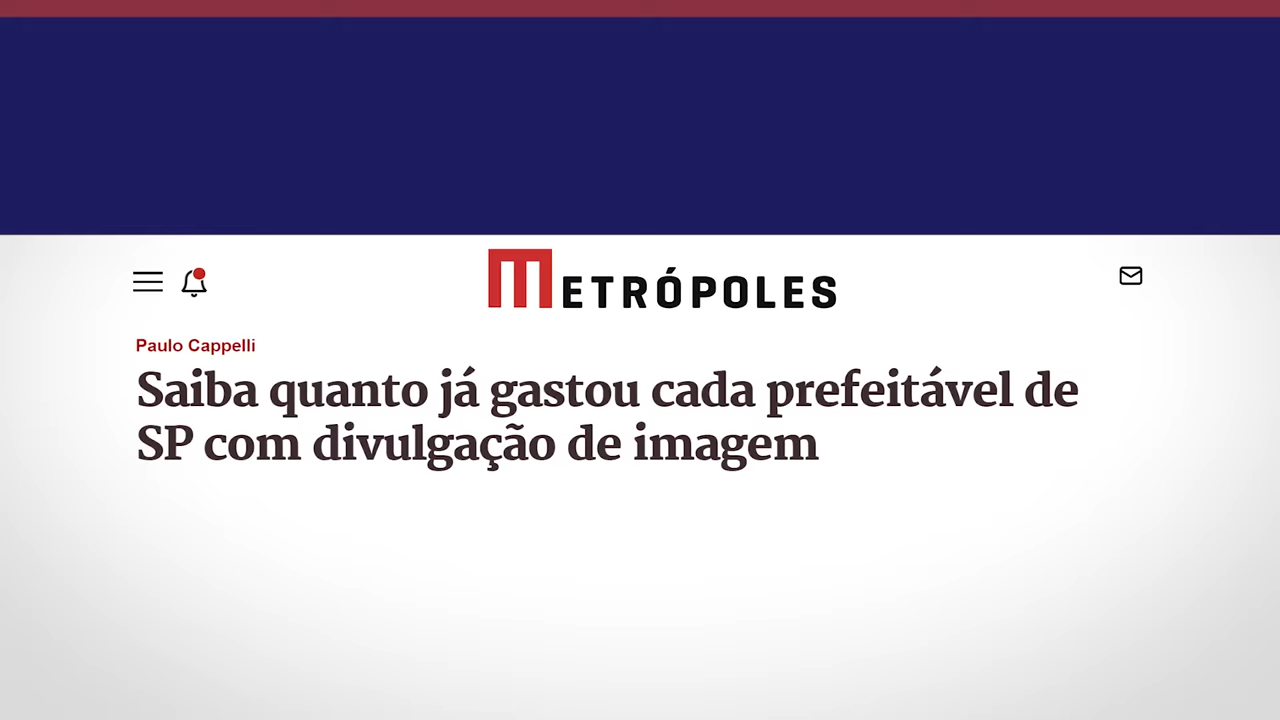 METRÓPOLES
Paulo Cappelli
Saiba quanto já gastou cada prefeitável de
SP com divulgação de imagem